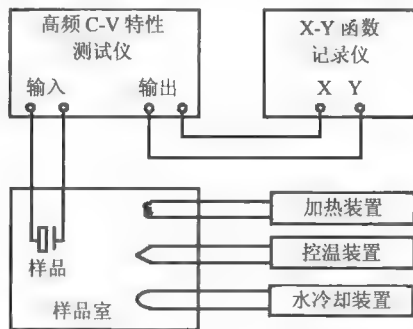 高频 C-V 特性
测试仪
输入 输出
X-Y 函数
记录仪
X Y
加热装置
控温装置
水冷却装置
样品
样品室